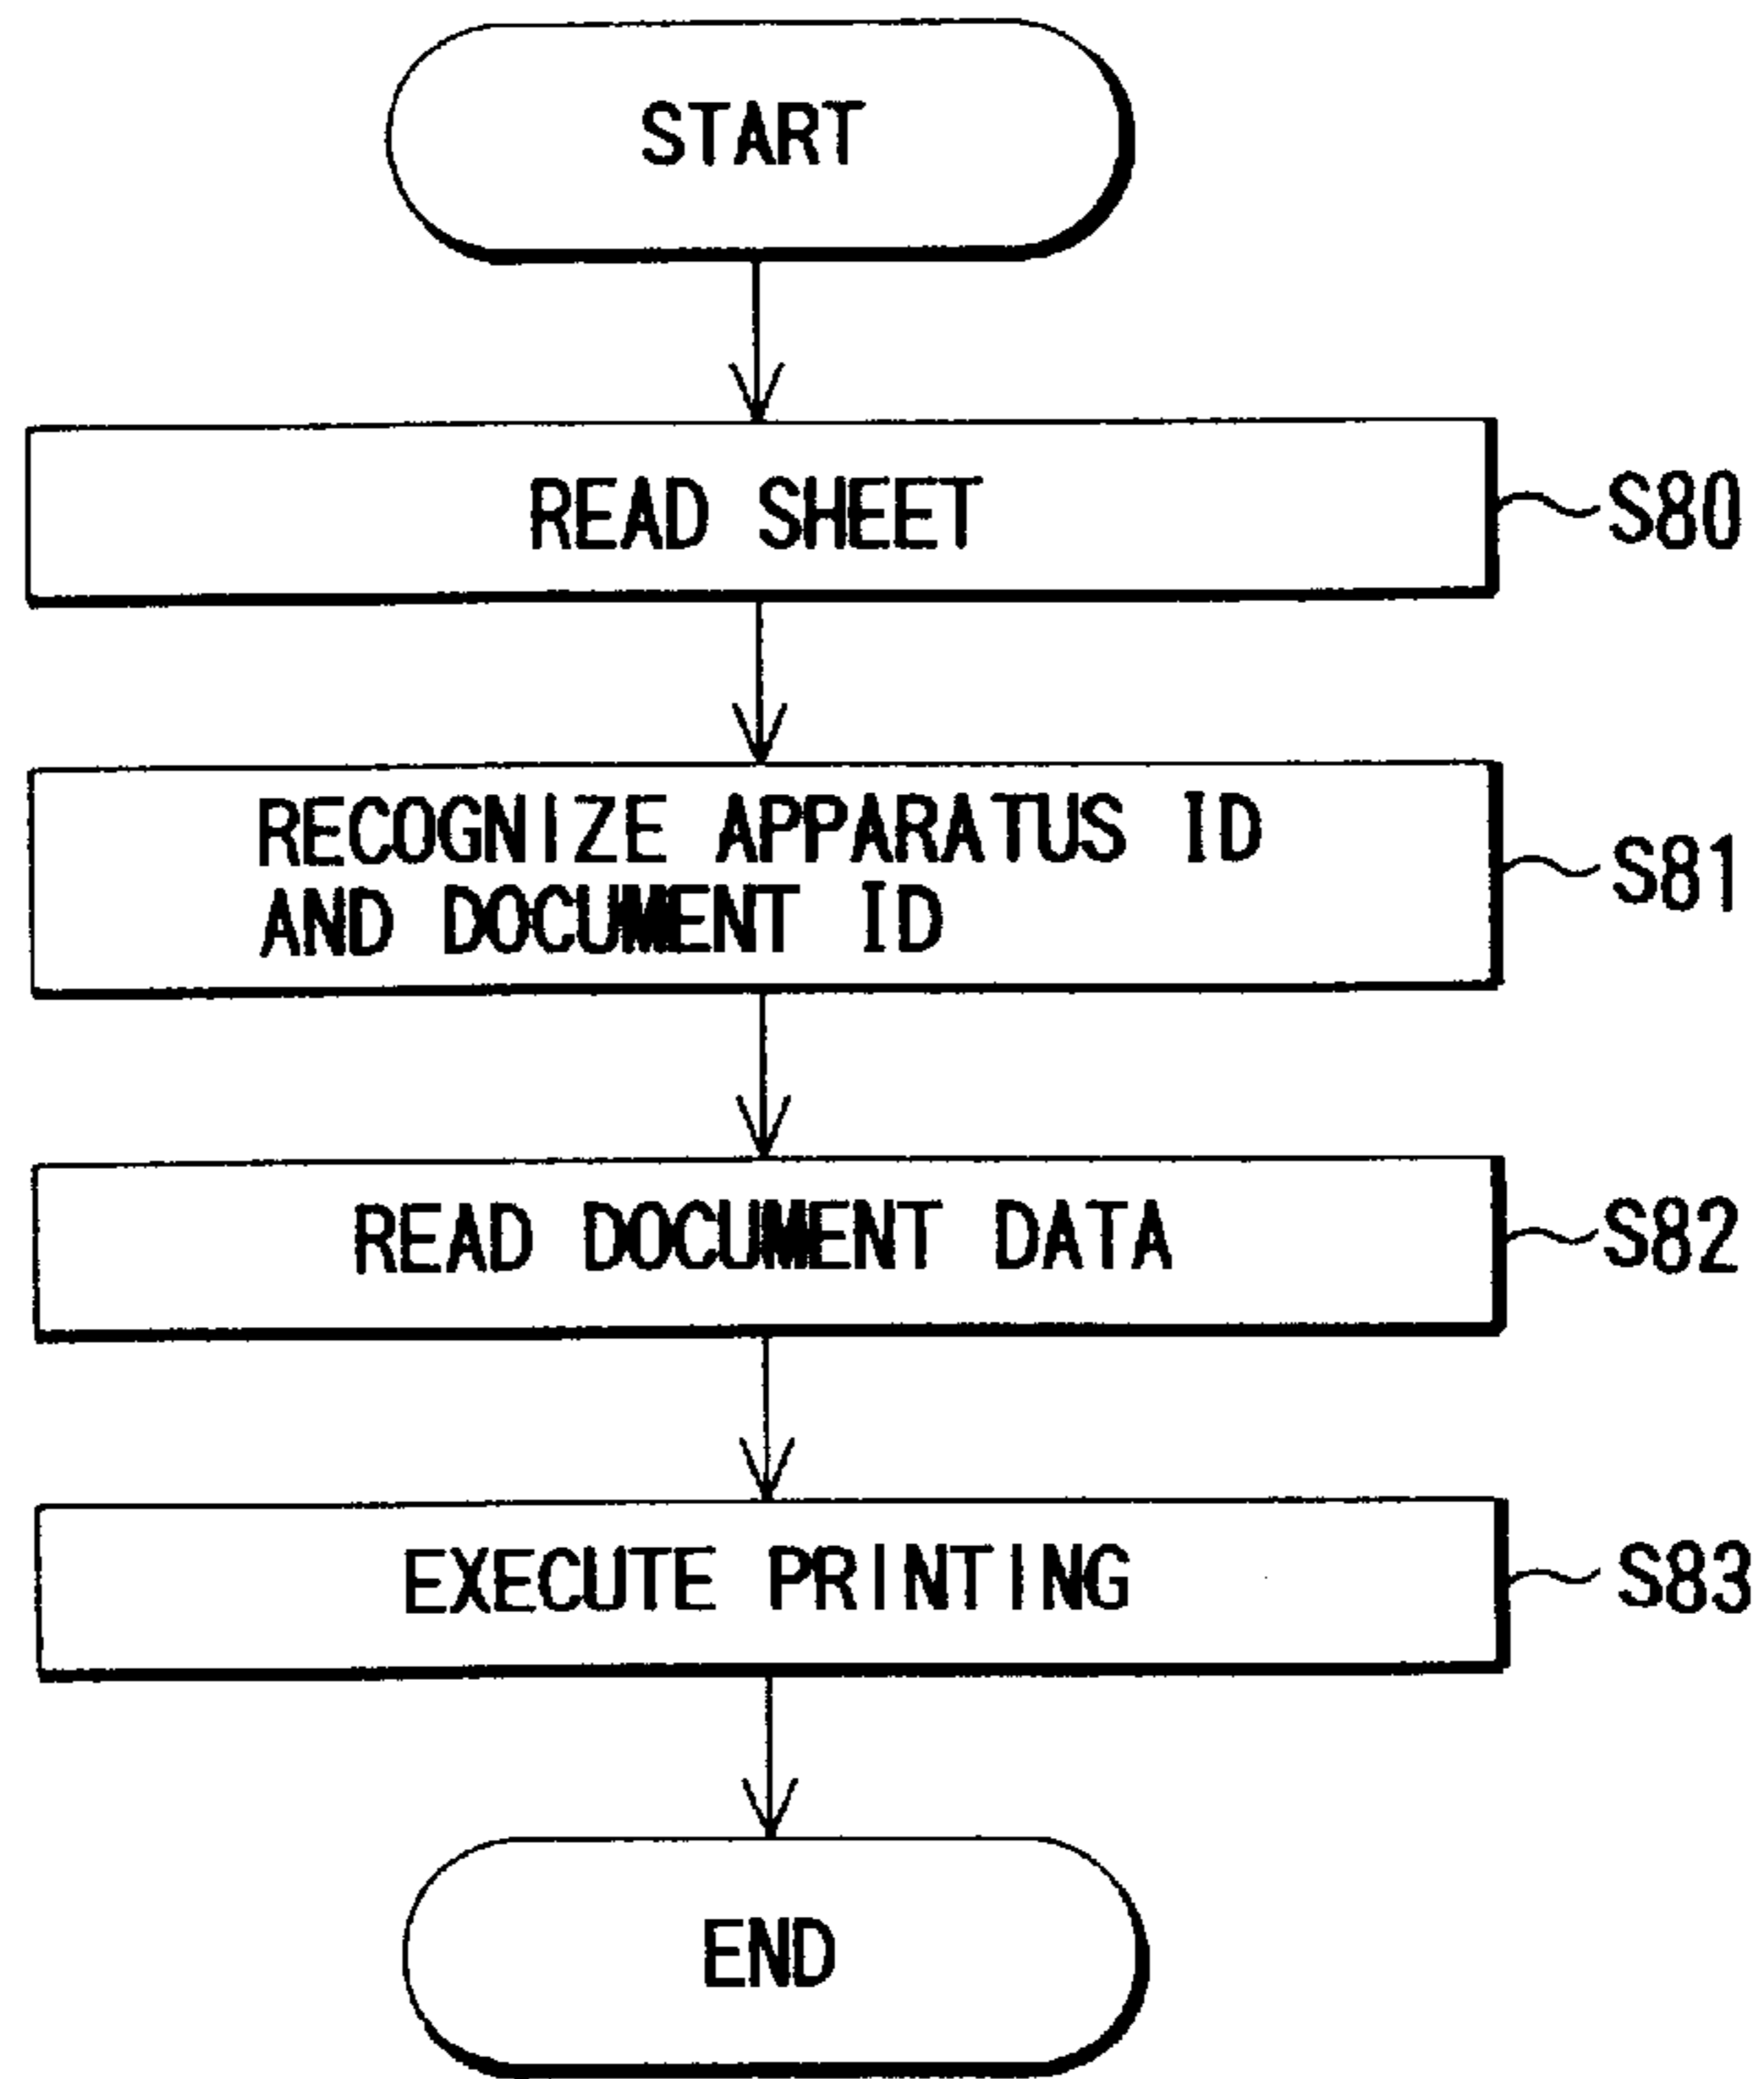 START
READ SHEET
S80
RECOGNIZE APPARATUS ID
AND DOCUMENT ID
S81
READ DOCUMENT DATA
S82
EXECUTE PRINTING
S83
END